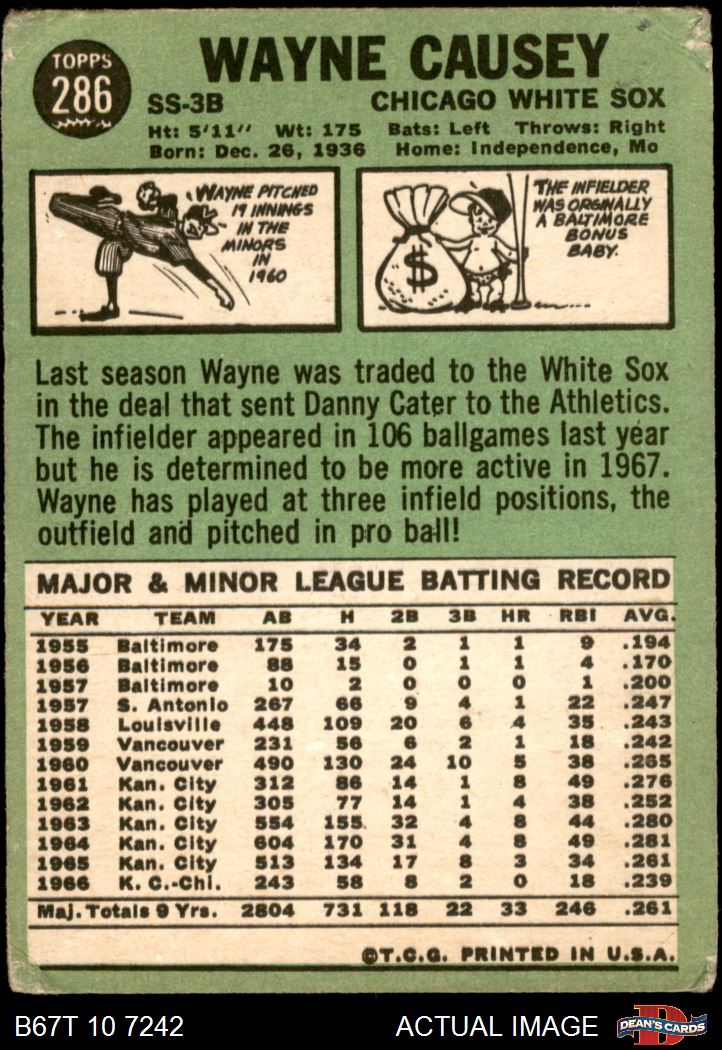 TOPPS
286
WAYNE CAUSEY
SS-3B CHICAGO WHITE SOX
Ht: 5'11" Wt: 175 Bats: Left Throws: Right
Born: Dec. 26, 1936 Home: Independence, Mo
WAYNE PITCHED
19 INNINGS
IN THE
MINORS
IN
1960
$
THE INFIELDER
WAS ORGINALLY
A BALTIMORE
BONUS
BABY.
Last season Wayne was traded to the White Sox
in the deal that sent Danny Cater to the Athletics.
The infielder appeared in 106 ballgames last year
but he is determined to be more active in 1967.
Wayne has played at three infield positions, the
outfield and pitched in pro ball!
MAJOR & MINOR LEAGUE BATTING RECORD
YEAR TEAM AB H 2B 3B HR RBI AVG.
1955 Baltimore 175 34 2 1 1 9 .194
1956 Baltimore 88 15 0 1 1 4 .170
1957 Baltimore 10 2 0 0 0 1 .200
1957 S. Antonio 267 66 9 4 1 22 .247
1958 Louisville 448 109 20 6 4 35 .243
1959 Vancouver 231 56 6 2 1 18 .242
1960 Vancouver 490 130 24 10 5 38 .265
1961 Kan. City 312 86 14 1 8 49 .276
1962 Kan. City 305 77 14 1 4 38 .252
1963 Kan. City 554 155 32 4 8 44 .280
1964 Kan. City 604 170 31 4 8 49 .281
1965 Kan. City 513 134 17 8 3 34 .261
1966 K. C.-Chi. 243 58 8 2 0 18 .239
Maj. Totals 9 Yrs. 2804 731 118 22 33 246 .261
©T.C.G. PRINTED IN U.S.A.
B67T 10 7242 ACTUAL IMAGE
D
DEAN'S CARDS